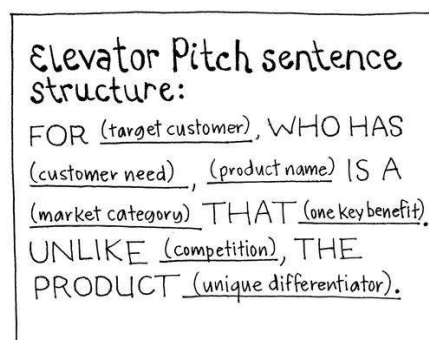 Elevator Pitch sentence
structure:
FOR (target customer), WHO HAS
(customer need), (product name) IS A
(market category) THAT (one key benefit).
UNLIKE (competition), THE
PRODUCT (unique differentiator).